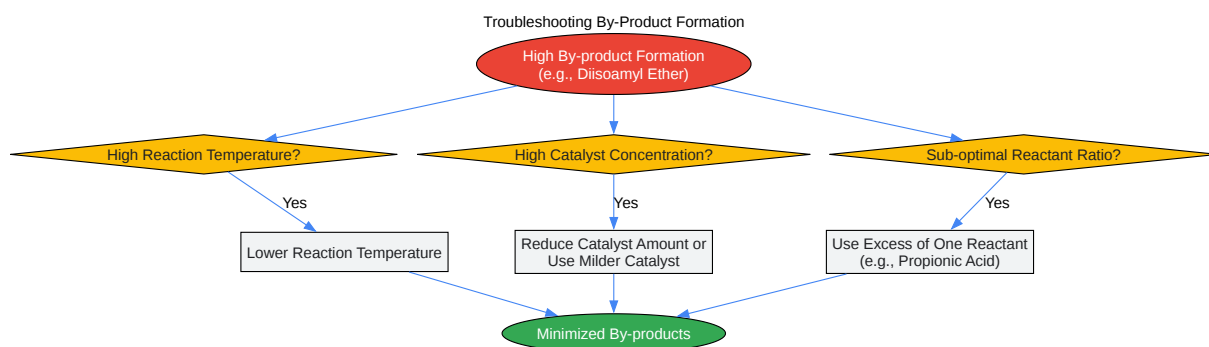 Troubleshooting By-Product Formation
High By-product Formation
(e.g., Diisoamyl Ether)
High Reaction Temperature?
High Catalyst Concentration?
Sub-optimal Reactant Ratio?
Yes
Yes
Yes
Lower Reaction Temperature
Reduce Catalyst Amount or
Use Milder Catalyst
Use Excess of One Reactant
(e.g., Propionic Acid)
Minimized By-products